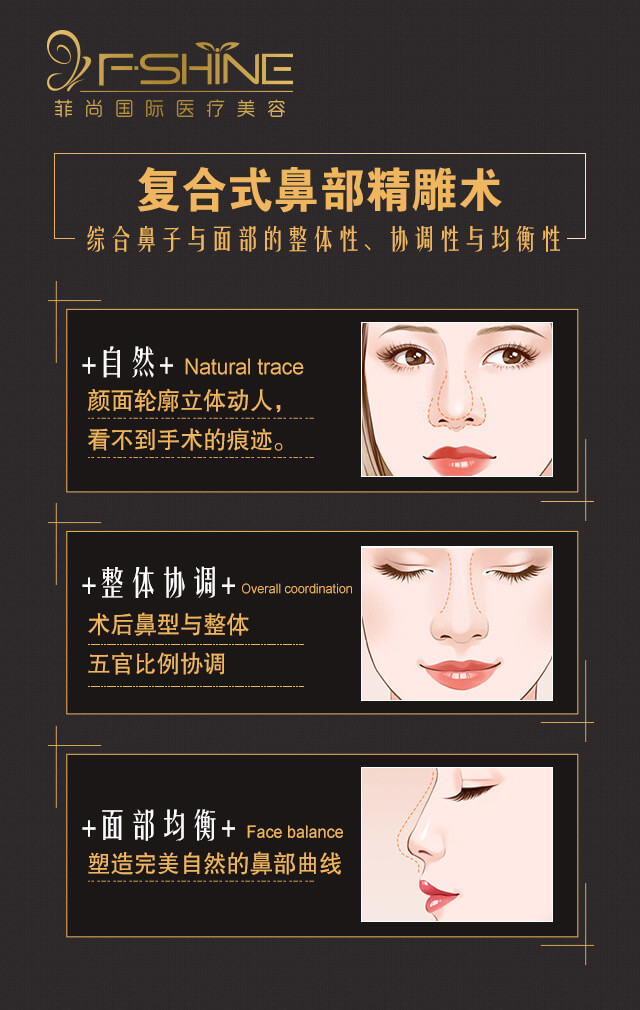 F·SHINE
菲尚国际医疗美容
复合式鼻部精雕术
综合鼻子与面部的整体性、协调性与均衡性
+自然+ Natural trace
颜面轮廓立体动人，
看不到手术的痕迹。
+整体协调+ Overall coordination
术后鼻型与整体
五官比例协调
+面部均衡+ Face balance
塑造完美自然的鼻部曲线